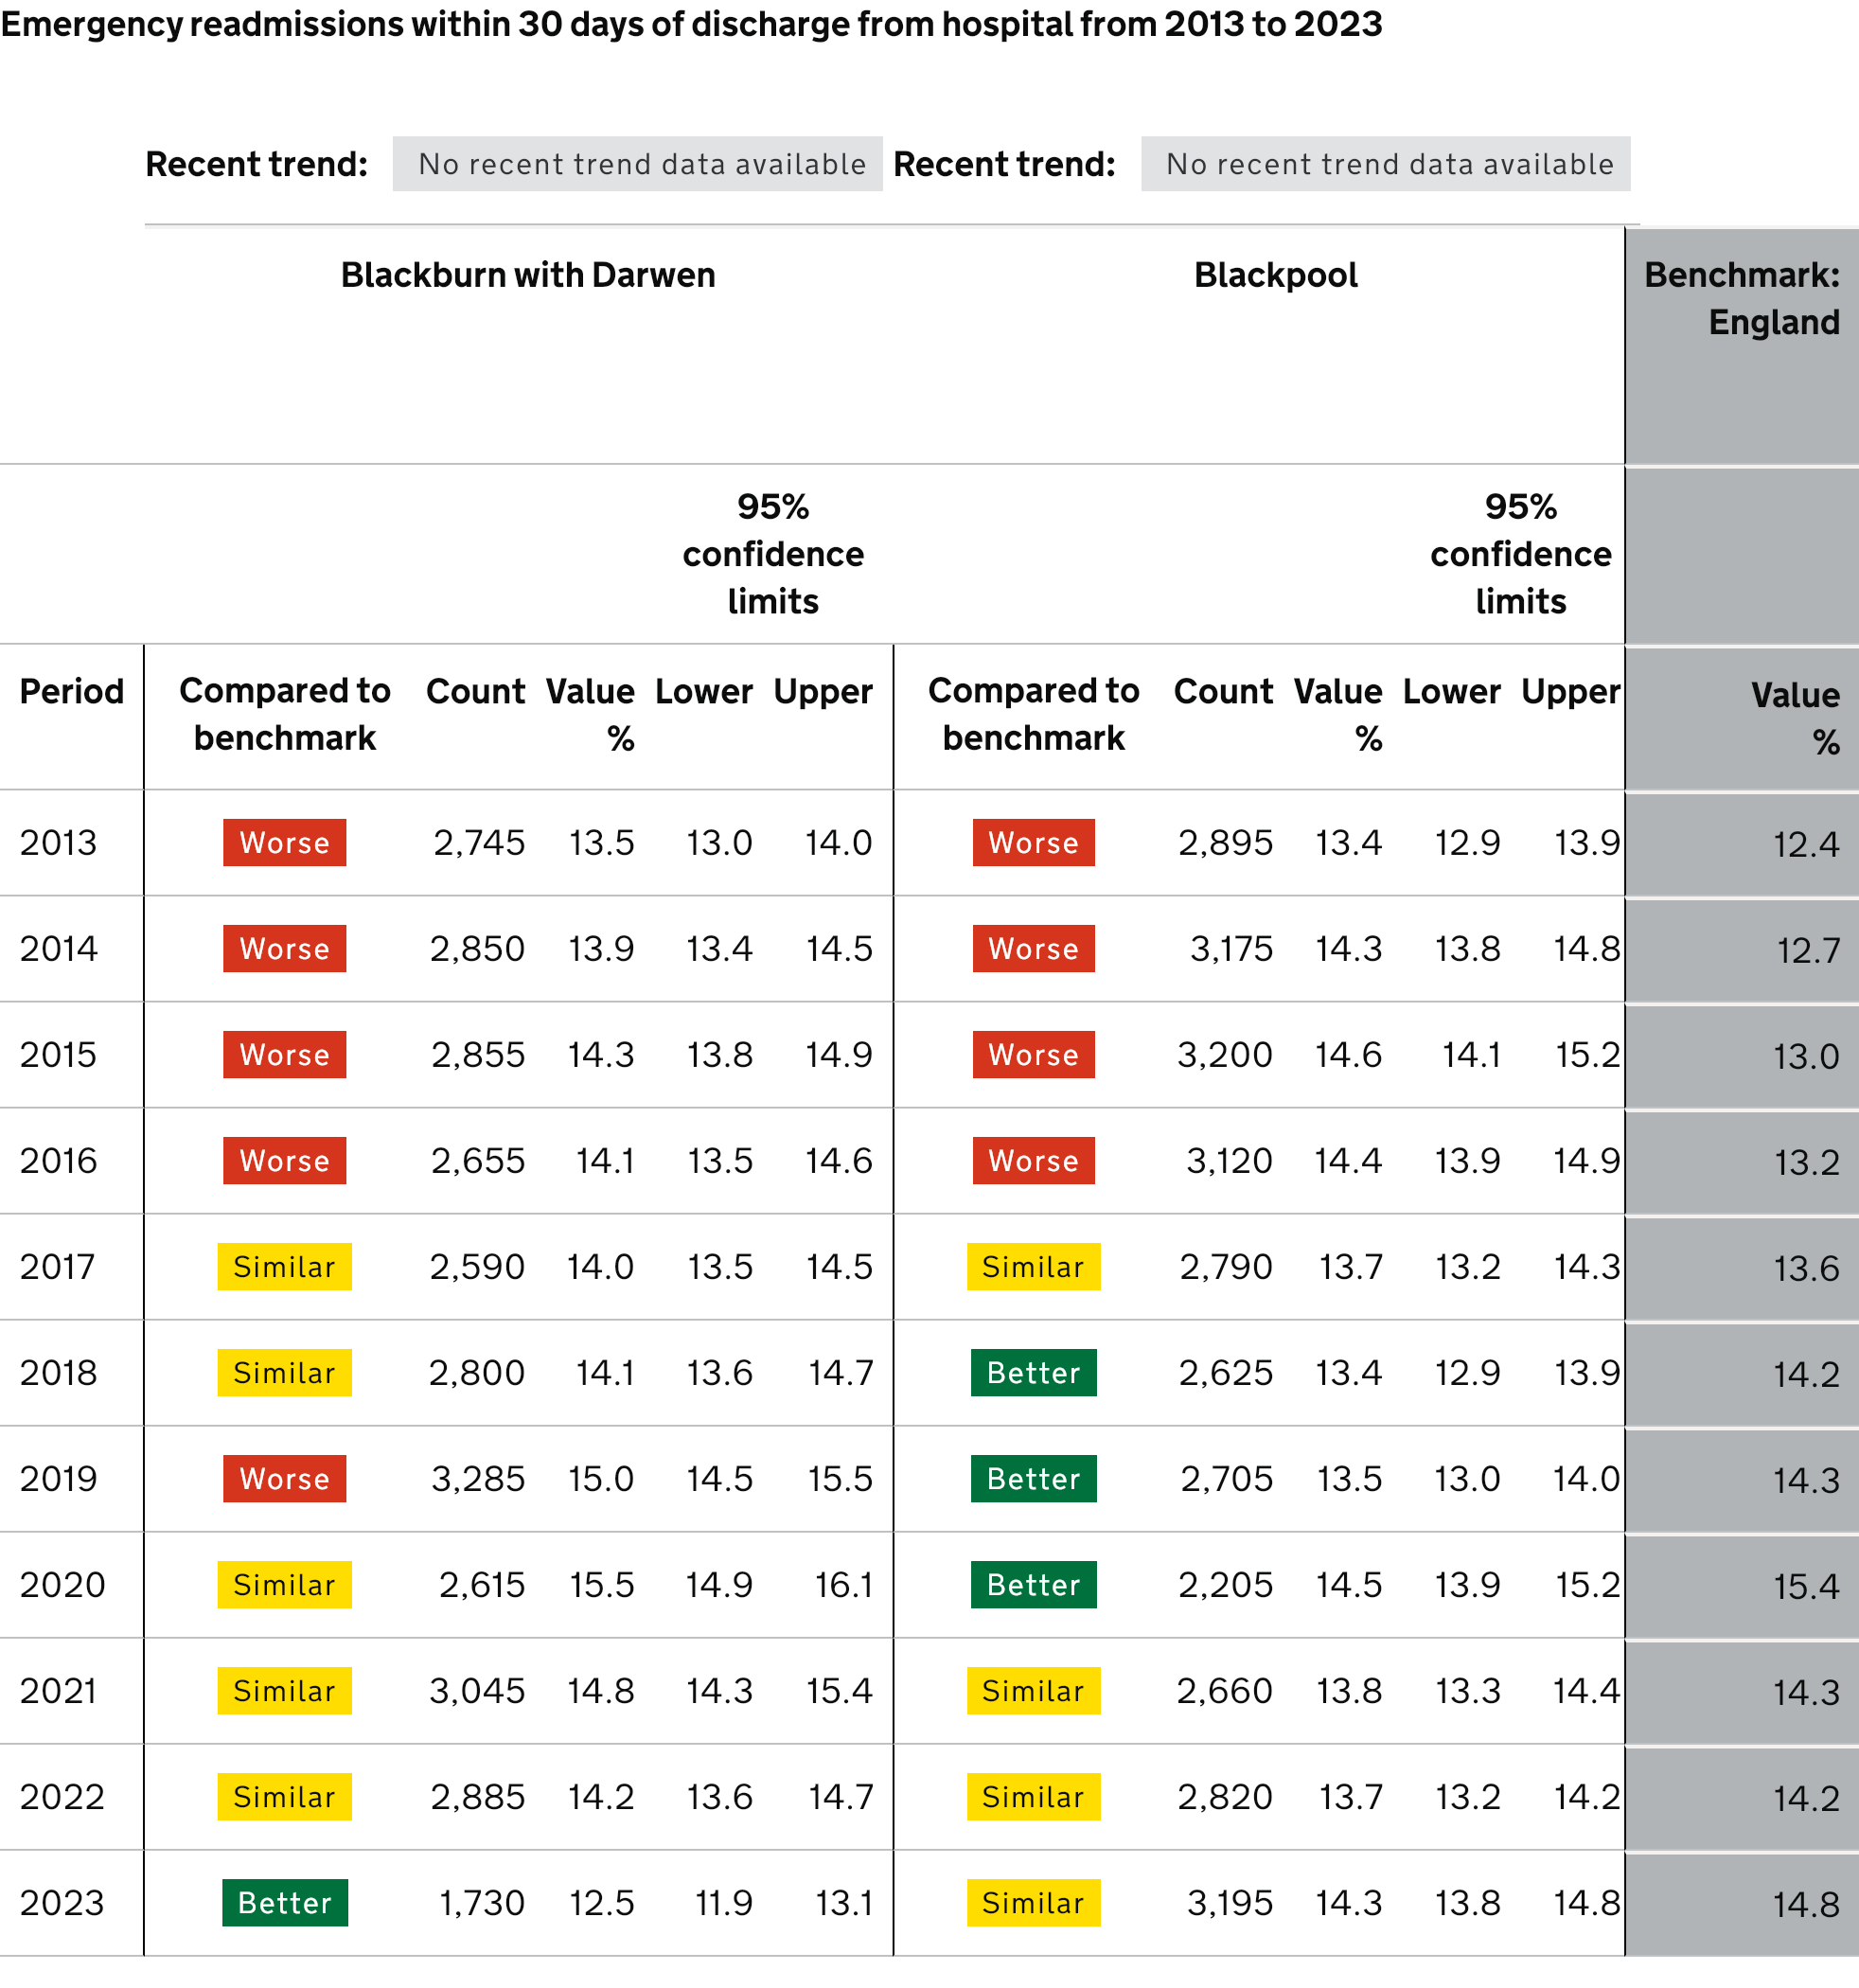 Emergency readmissions within 30 days of discharge from hospital from 2013 to 2023
Recent trend: No recent trend data available Recent trend: No recent trend data available
Blackburn with Darwen Blackpool Benchmark:
England
95% 95%
confidence confidence
limits limits
Period Compared to Count Value Lower Upper Compared to Count Value Lower Upper Value
benchmark % benchmark % %
2013 Worse 2,745 13.5 13.0 14.0 Worse 2,895 13.4 12.9 13.9 12.4
2014 Worse 2,850 13.9 13.4 14.5 Worse 3,175 14.3 13.8 14.8 12.7
2015 Worse 2,855 14.3 13.8 14.9 Worse 3,200 14.6 14.1 15.2 13.0
2016 Worse 2,655 14.1 13.5 14.6 Worse 3,120 14.4 13.9 14.9 13.2
2017 Similar 2,590 14.0 13.5 14.5 Similar 2,790 13.7 13.2 14.3 13.6
2018 Similar 2,800 14.1 13.6 14.7 Better 2,625 13.4 12.9 13.9 14.2
2019 Worse 3,285 15.0 14.5 15.5 Better 2,705 13.5 13.0 14.0 14.3
2020 Similar 2,615 15.5 14.9 16.1 Better 2,205 14.5 13.9 15.2 15.4
2021 Similar 3,045 14.8 14.3 15.4 Similar 2,660 13.8 13.3 14.4 14.3
2022 Similar 2,885 14.2 13.6 14.7 Similar 2,820 13.7 13.2 14.2 14.2
2023 Better 1,730 12.5 11.9 13.1 Similar 3,195 14.3 13.8 14.8 14.8